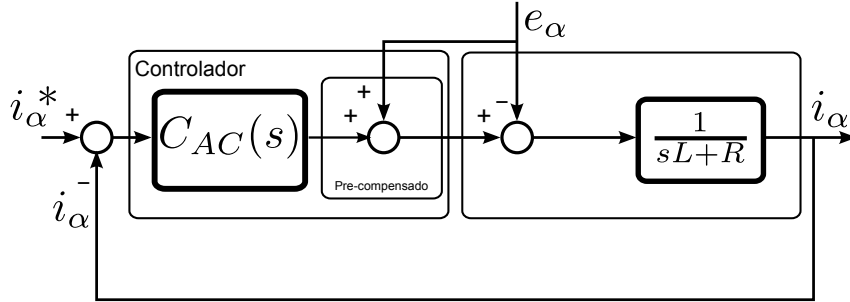 e_α
Controlador
i_α* +
C_AC(s)
+
+
+
−
1
sL+R
i_α
Pre-compensado
i_α
-